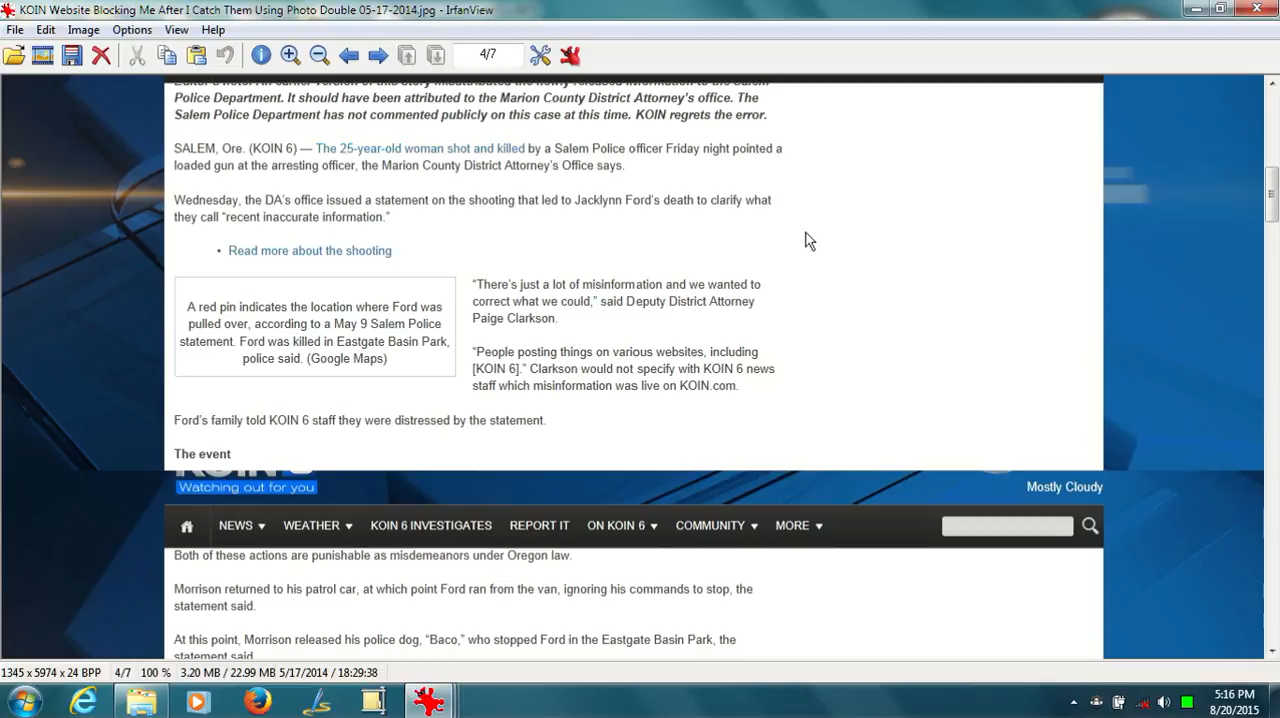 KOIN Website Blocking Me After I Catch Them Using Photo Double 05-17-2014.jpg - IrfanView
File Edit Image Options View Help
4/7
Police Department. It should have been attributed to the Marion County District Attorney's office. The
Salem Police Department has not commented publicly on this case at this time. KOIN regrets the error.
SALEM, Ore. (KOIN 6) — The 25-year-old woman shot and killed by a Salem Police officer Friday night pointed a
loaded gun at the arresting officer, the Marion County District Attorney's Office says.
Wednesday, the DA's office issued a statement on the shooting that led to Jacklynn Ford's death to clarify what
they call “recent inaccurate information.”
• Read more about the shooting
A red pin indicates the location where Ford was
pulled over, according to a May 9 Salem Police
statement. Ford was killed in Eastgate Basin Park,
police said. (Google Maps)
“There's just a lot of misinformation and we wanted to
correct what we could,” said Deputy District Attorney
Paige Clarkson.
“People posting things on various websites, including
[KOIN 6].” Clarkson would not specify with KOIN 6 news
staff which misinformation was live on KOIN.com.
Ford's family told KOIN 6 staff they were distressed by the statement.
The event
Watching out for you
Mostly Cloudy
NEWS WEATHER KOIN 6 INVESTIGATES REPORT IT ON KOIN 6 COMMUNITY MORE
Both of these actions are punishable as misdemeanors under Oregon law.
Morrison returned to his patrol car, at which point Ford ran from the van, ignoring his commands to stop, the
statement said.
At this point, Morrison released his police dog, “Baco,” who stopped Ford in the Eastgate Basin Park, the
statement said
1345 x 5974 x 24 BPP 4/7 100 % 3.20 MB / 22.99 MB 5/17/2014 / 18:29:38
5:16 PM
8/20/2015